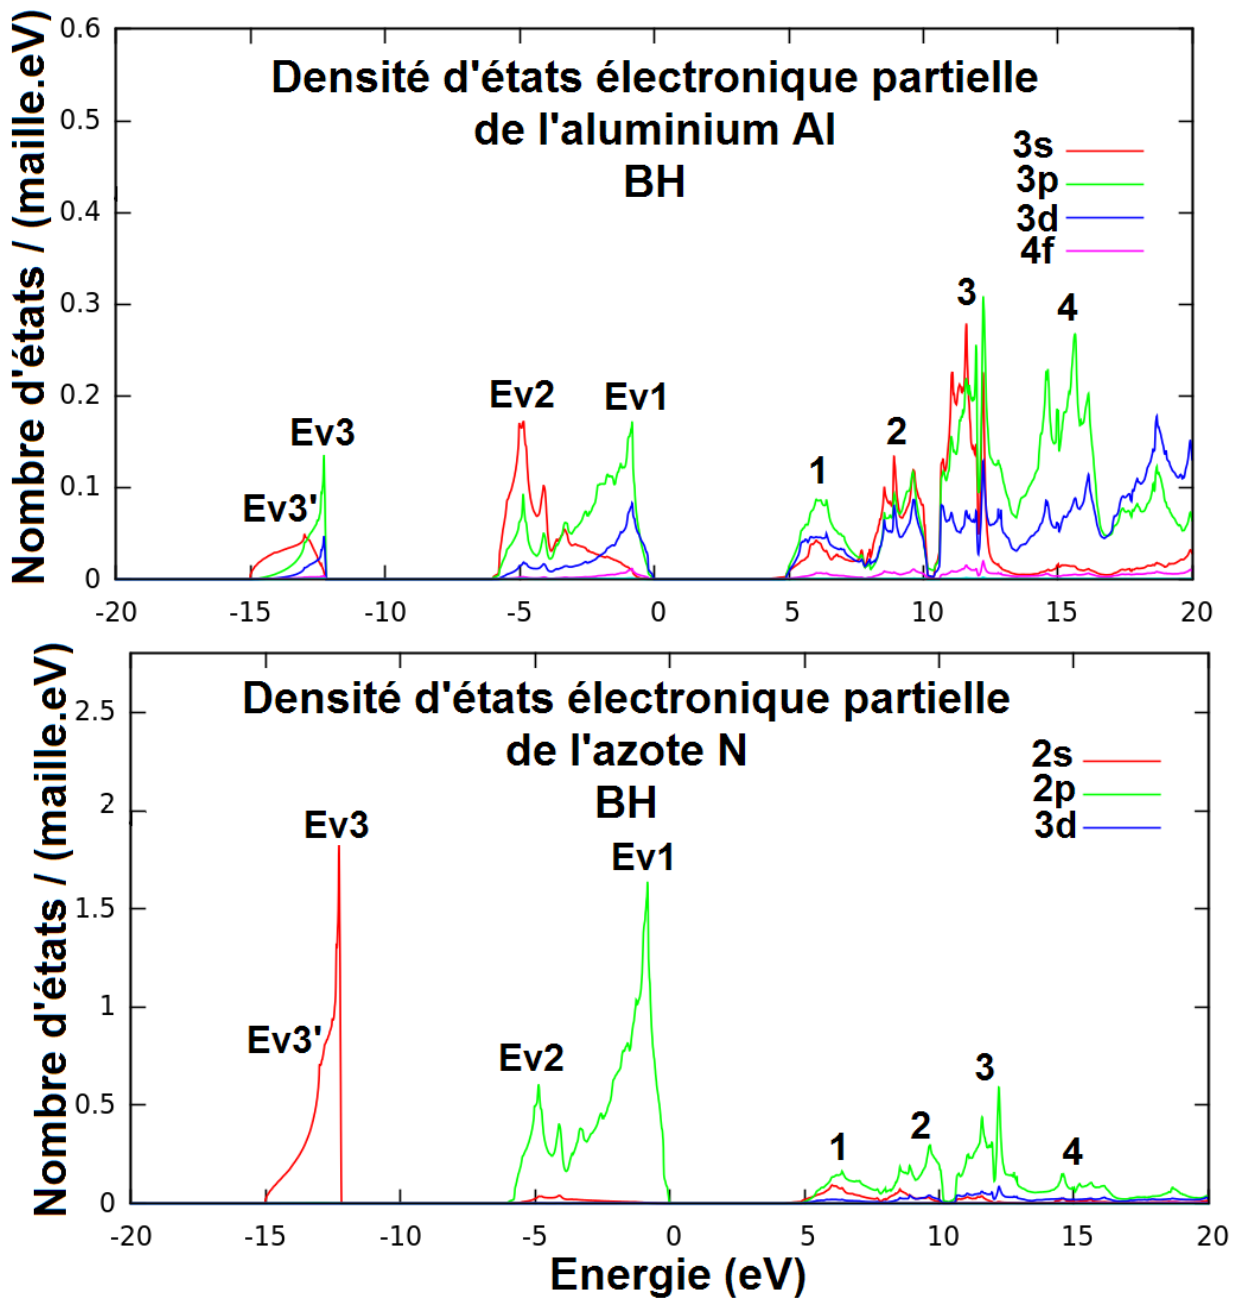 Nombre d'états / (maille.eV)
0.6
0.5
0.4
0.3
0.2
0.1
0
Densité d'états électronique partielle
de l'aluminium Al
BH
3s
3p
3d
4f
Ev3
Ev3'
Ev2
Ev1
1
2
3
4
-20 -15 -10 -5 0 5 10 15 20
Nombre d'états / (maille.eV)
2.5
2
1.5
1
0.5
0
Densité d'états électronique partielle
de l'azote N
BH
2s
2p
3d
Ev3
Ev3'
Ev2
Ev1
1
2
3
4
-20 -15 -10 -5 0 5 10 15 20
Energie (eV)